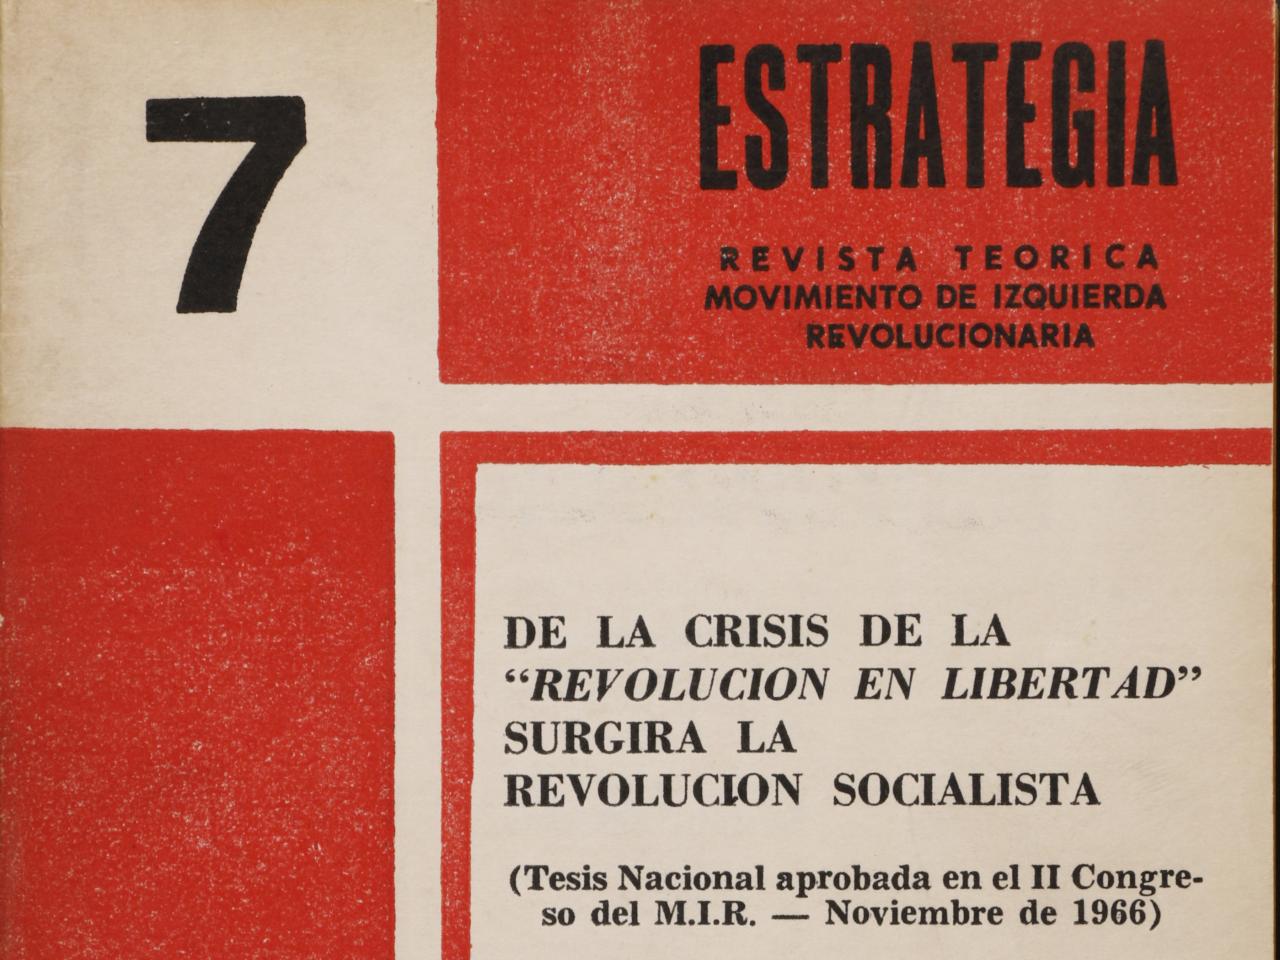 7
ESTRATEGIA
REVISTA TEORICA
MOVIMIENTO DE IZQUIERDA
REVOLUCIONARIA
DE LA CRISIS DE LA
“REVOLUCION EN LIBERTAD”
SURGIRA LA
REVOLUCION SOCIALISTA
(Tesis Nacional aprobada en el II Congre-
so del M.I.R. — Noviembre de 1966)